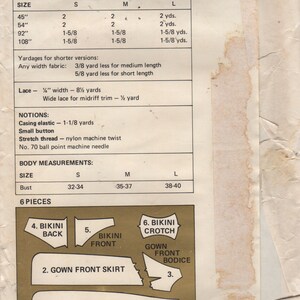 SIZE S M L
45" 2 2 2 yds.
54" 2 2 2 yds.
92" 1-5/8 1-5/8 1-5/8 yds.
108" 1-5/8 1-5/8 1-5/8 yds.
Yardages for shorter versions:
Any width fabric: 3/8 yard less for medium length
5/8 yard less for short length
Lace – ¼" width – 8½ yards
Wide lace for midriff trim – ½ yard
NOTIONS:
Casing elastic – 1-1/8 yards
Small button
Stretch thread – nylon machine twist
No. 70 ball point machine needle
BODY MEASUREMENTS:
SIZE S M L
Bust 32-34 35-37 38-40
6 PIECES
4. BIKINI BACK
5. BIKINI FRONT
6. BIKINI CROTCH
GOWN FRONT BODICE
2. GOWN FRONT SKIRT
3.